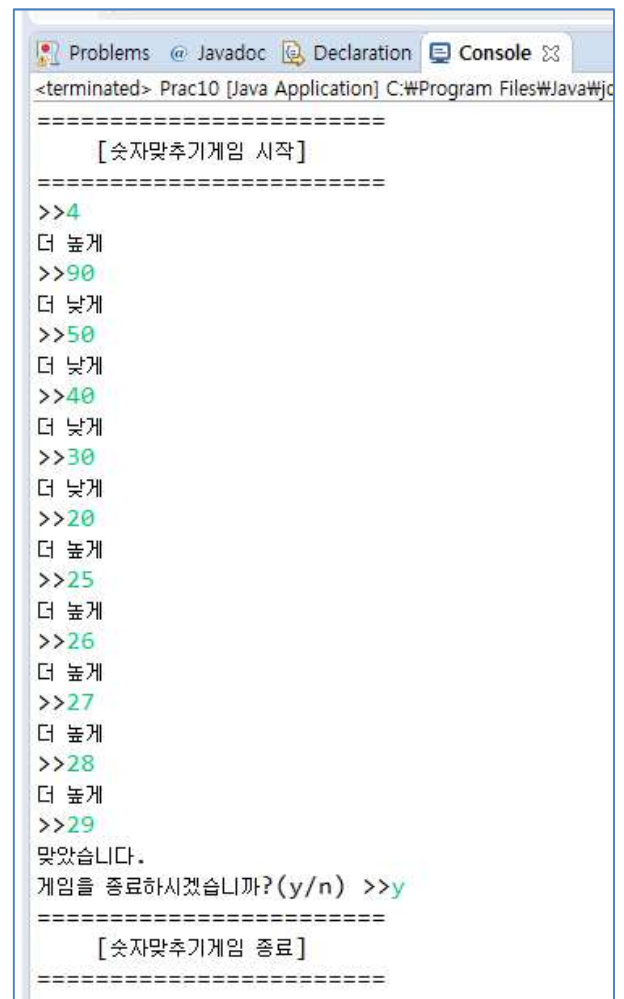 Problems @ Javadoc Declaration Console
<terminated> Prac10 [Java Application] C:₩Program Files₩Java₩
========================
[숫자맞추기게임 시작]
========================
>>4
더 높게
>>90
더 낮게
>>50
더 낮게
>>40
더 낮게
>>30
더 낮게
>>20
더 높게
>>25
더 높게
>>26
더 높게
>>27
더 높게
>>28
더 높게
>>29
맞았습니다.
게임을 종료하시겠습니까?(y/n) >>y
========================
[숫자맞추기게임 종료]
========================